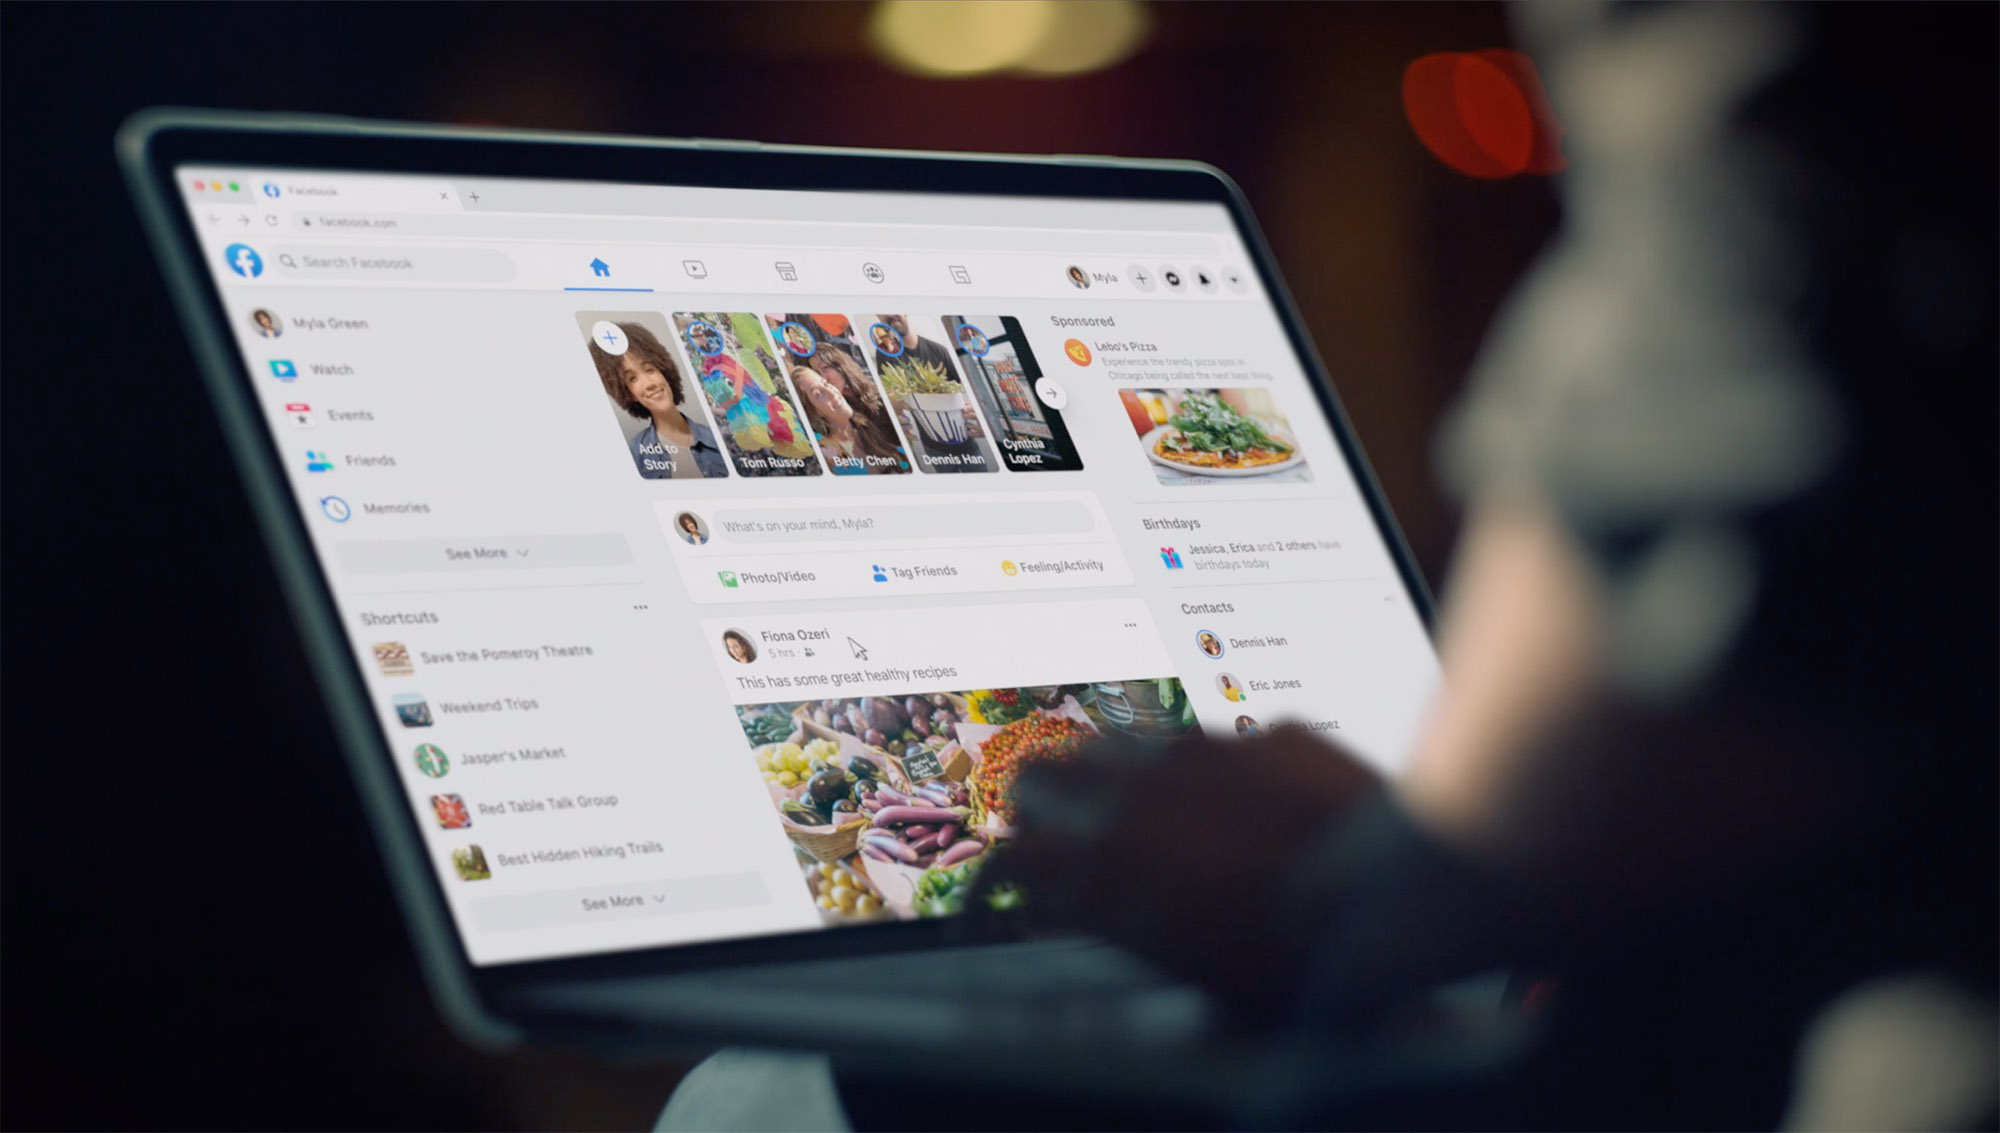 Facebook
facebook.com
Search Facebook
Myla
Myla Green
Watch
Events
Friends
Memories
See More
Shortcuts
Save the Pomeroy Theatre
Weekend Trips
Jasper's Market
Red Table Talk Group
Best Hidden Hiking Trails
See More
Add to
Story
Tom Russo
Betty Chen
Dennis Han
Cynthia
Lopez
What's on your mind, Myla?
Photo/Video
Tag Friends
Feeling/Activity
Fiona Ozeri
5 hrs ·
This has some great healthy recipes
Sponsored
Lebo's Pizza
Experience the trendy pizza spot in
Chicago being called the next best thing.
Birthdays
Jessica, Erica and 2 others have
birthdays today
Contacts
Dennis Han
Eric Jones
Cynthia Lopez